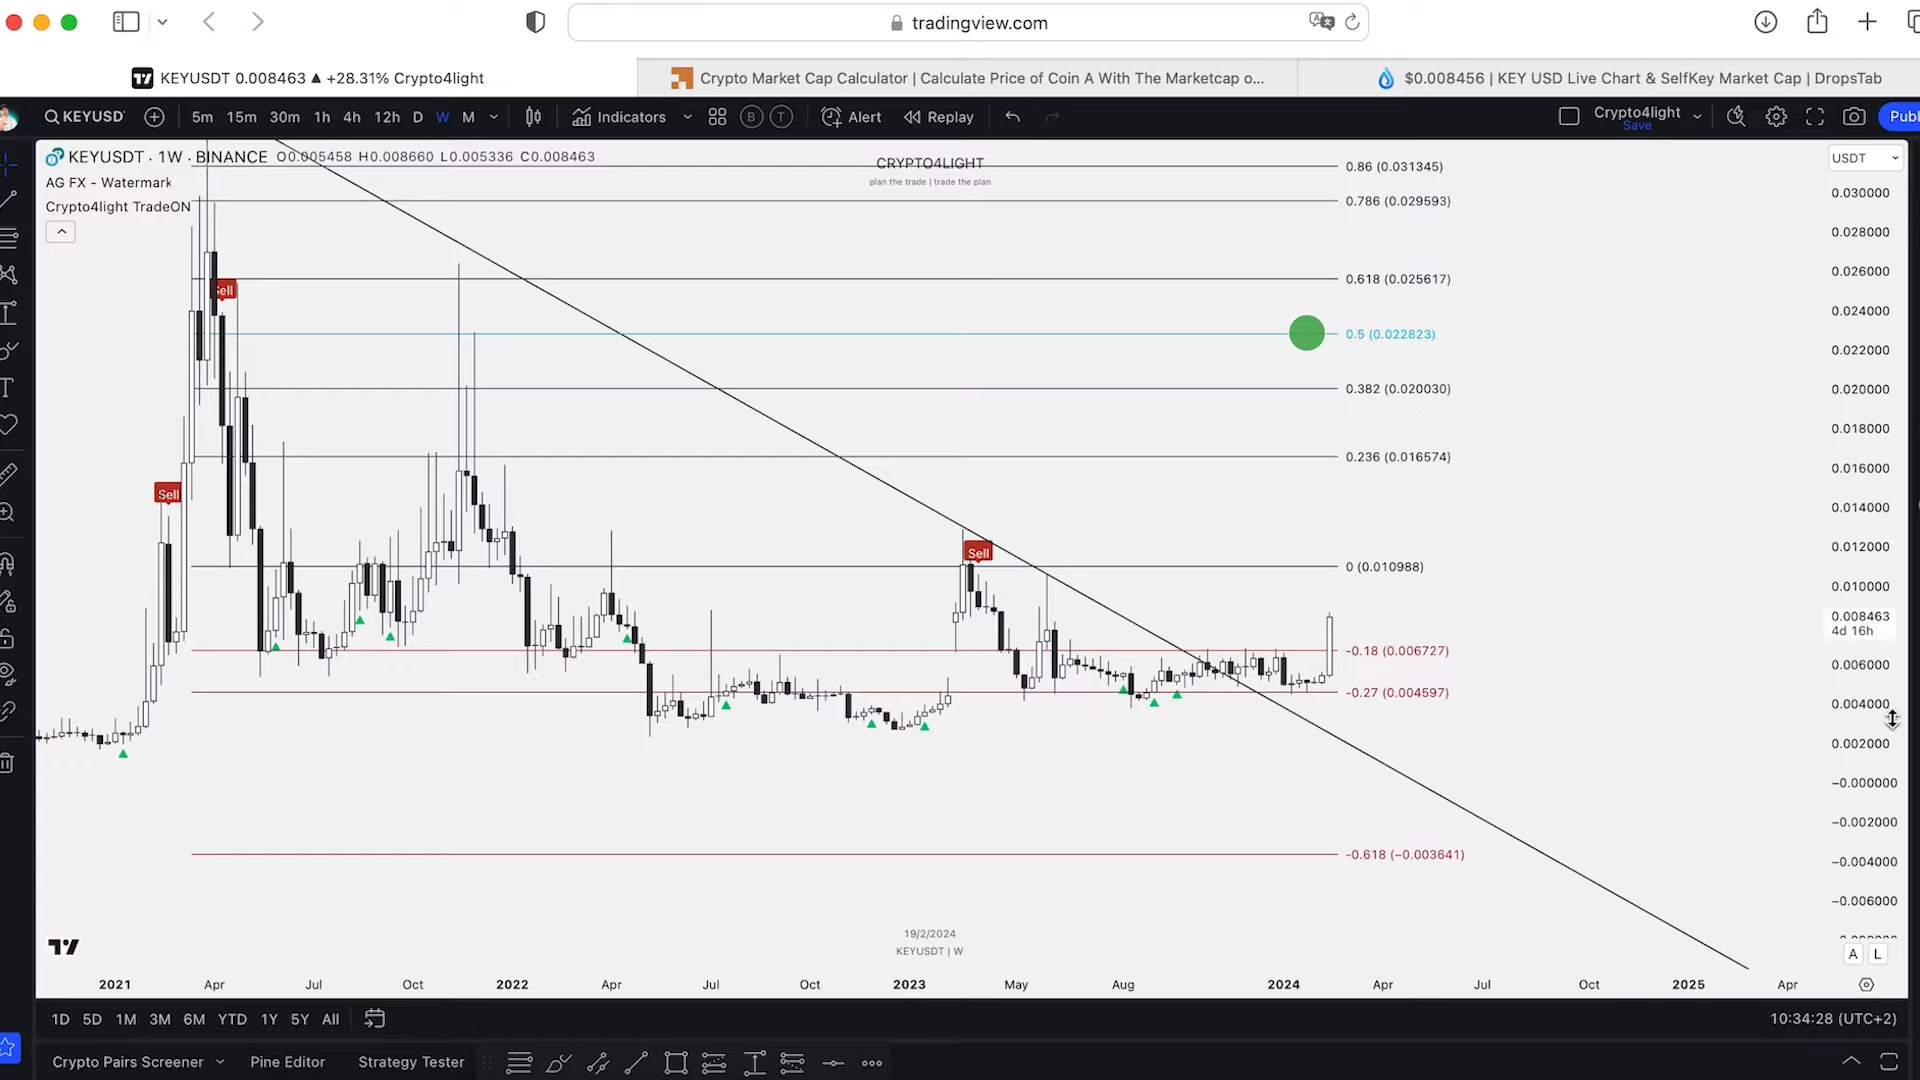 tradingview.com
KEYUSDT 0.008463 ▲ +28.31% Crypto4light
Crypto Market Cap Calculator | Calculate Price of Coin A With The Marketcap o...
$0.008456 | KEY USD Live Chart & SelfKey Market Cap | DropsTab
KEYUSD
5m 15m 30m 1h 4h 12h D W M
Indicators
B T
Alert
Replay
Crypto4light
Save
Publ
KEYUSDT · 1W · BINANCE O0.005458 H0.008660 L0.005336 C0.008463
AG FX - Watermark
Crypto4light TradeON
CRYPTO4LIGHT
plan the trade | trade the plan
USDT
0.86 (0.031345)
0.786 (0.029593)
0.618 (0.025617)
0.5 (0.022823)
0.382 (0.020030)
0.236 (0.016574)
0 (0.010988)
-0.18 (0.006727)
-0.27 (0.004597)
-0.618 (−0.003641)
Sell
Sell
Sell
0.030000
0.028000
0.026000
0.024000
0.022000
0.020000
0.018000
0.016000
0.014000
0.012000
0.010000
0.008463
4d 16h
0.006000
0.004000
0.002000
−0.000000
−0.002000
−0.004000
−0.006000
19/2/2024
KEYUSDT | W
A L
2021 Apr Jul Oct 2022 Apr Jul Oct 2023 May Aug 2024 Apr Jul Oct 2025 Apr
1D 5D 1M 3M 6M YTD 1Y 5Y All
10:34:28 (UTC+2)
Crypto Pairs Screener
Pine Editor
Strategy Tester